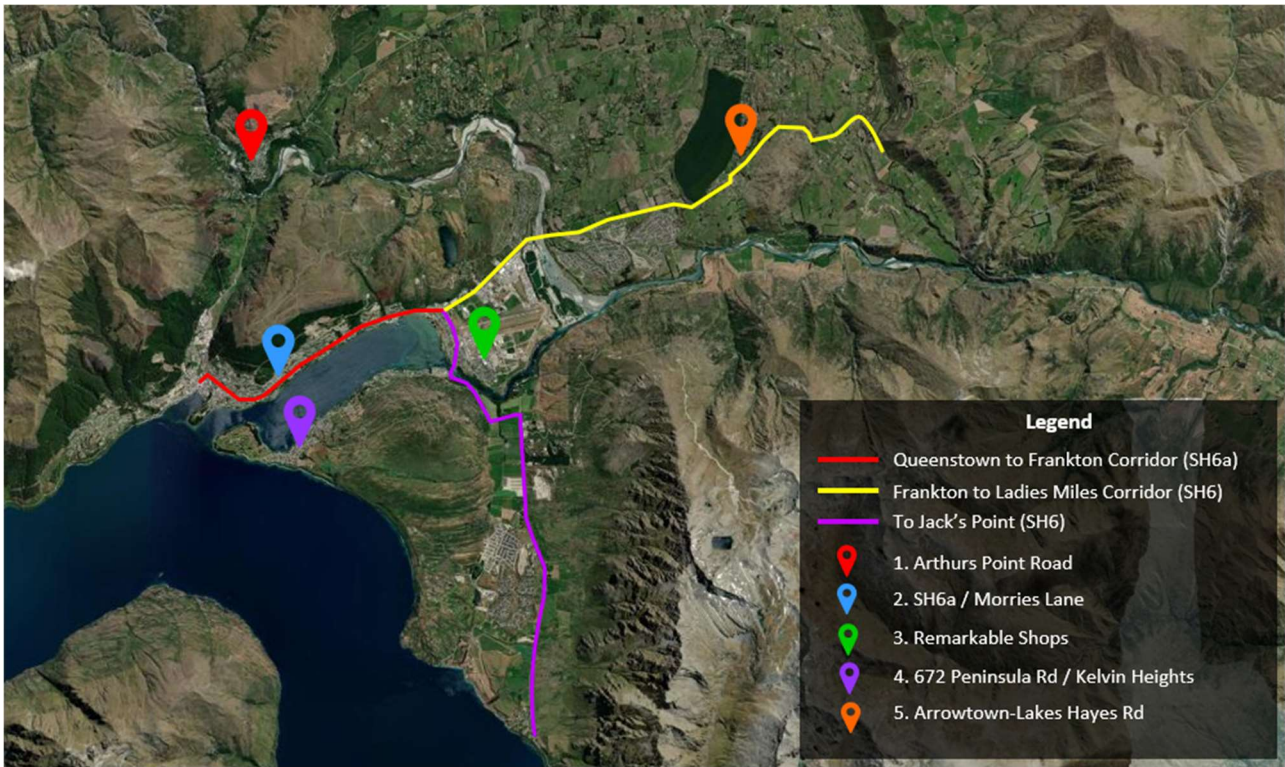 Legend
Queenstown to Frankton Corridor (SH6a)
Frankton to Ladies Miles Corridor (SH6)
To Jack's Point (SH6)
1. Arthurs Point Road
2. SH6a / Morries Lane
3. Remarkable Shops
4. 672 Peninsula Rd / Kelvin Heights
5. Arrowtown-Lakes Hayes Rd